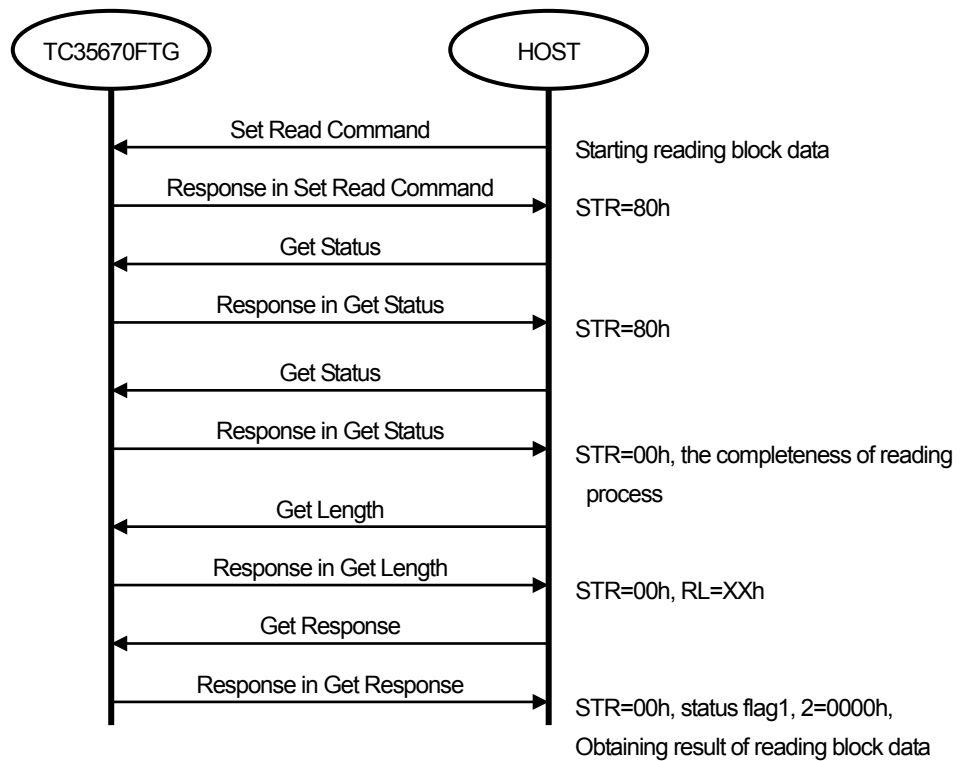 TC35670FTG
HOST
Set Read Command
Starting reading block data
Response in Set Read Command
STR=80h
Get Status
Response in Get Status
STR=80h
Get Status
Response in Get Status
STR=00h, the completeness of reading
process
Get Length
Response in Get Length
STR=00h, RL=XXh
Get Response
Response in Get Response
STR=00h, status flag1, 2=0000h,
Obtaining result of reading block data